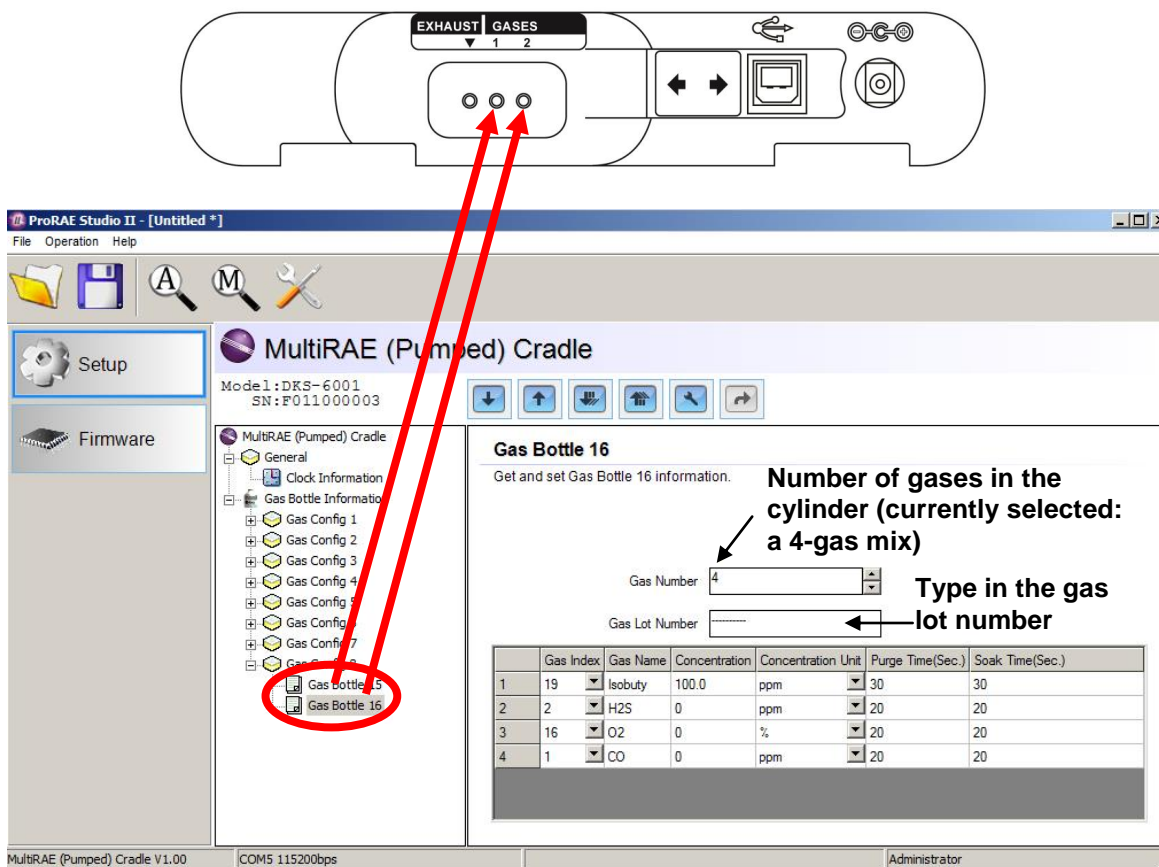 EXHAUST GASES
▼ 1 2
ProRAE Studio II - [Untitled *]
File Operation Help
A M
Setup
Firmware
MultiRAE (Pumped) Cradle
Model:DKS-6001
SN:F011000003
MultiRAE (Pumped) Cradle
General
Clock Information
Gas Bottle Informatio
Gas Config 1
Gas Config 2
Gas Config 3
Gas Config 4
Gas Config
Gas Config
Gas Config 7
Gas Bottle 15
Gas Bottle 16
Gas Bottle 16
Get and set Gas Bottle 16 information.
Number of gases in the
cylinder (currently selected:
a 4-gas mix)
Gas Number 4
Type in the gas
lot number
Gas Lot Number ----------
Gas Index Gas Name Concentration Concentration Unit Purge Time(Sec.) Soak Time(Sec.)
1 19 Isobuty 100.0 ppm 30 30
2 2 H2S 0 ppm 20 20
3 16 O2 0 % 20 20
4 1 CO 0 ppm 20 20
MultiRAE (Pumped) Cradle V1.00 COM5 115200bps Administrator